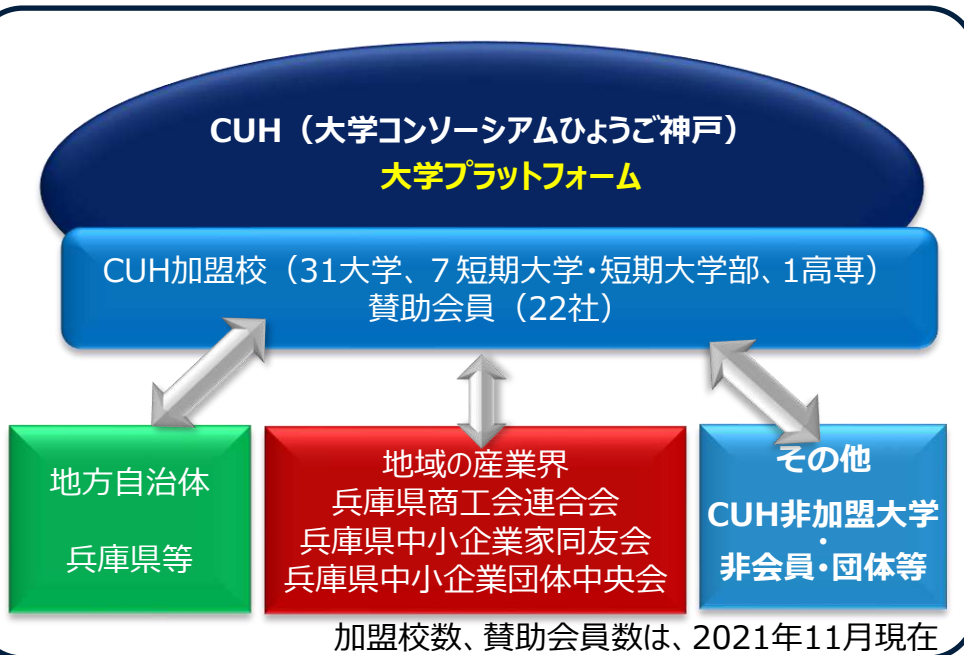 CUH（大学コンソーシアムひょうご神戸）
大学プラットフォーム
CUH加盟校（31大学、７短期大学・短期大学部、1高専）
賛助会員（22社）
地方自治体
兵庫県等
地域の産業界
兵庫県商工会連合会
兵庫県中小企業家同友会
兵庫県中小企業団体中央会
その他
CUH非加盟大学
・
非会員・団体等
加盟校数、賛助会員数は、2021年11月現在